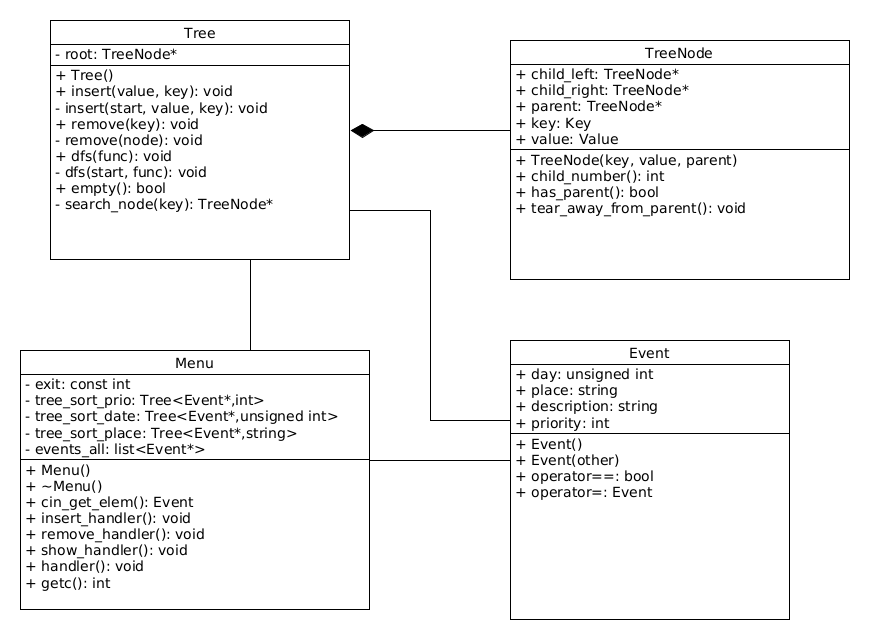 Tree
- root: TreeNode*
+ Tree()
+ insert(value, key): void
- insert(start, value, key): void
+ remove(key): void
- remove(node): void
+ dfs(func): void
- dfs(start, func): void
+ empty(): bool
- search_node(key): TreeNode*
TreeNode
+ child_left: TreeNode*
+ child_right: TreeNode*
+ parent: TreeNode*
+ key: Key
+ value: Value
+ TreeNode(key, value, parent)
+ child_number(): int
+ has_parent(): bool
+ tear_away_from_parent(): void
Menu
- exit: const int
- tree_sort_prio: Tree<Event*,int>
- tree_sort_date: Tree<Event*,unsigned int>
- tree_sort_place: Tree<Event*,string>
- events_all: list<Event*>
+ Menu()
+ ~Menu()
+ cin_get_elem(): Event
+ insert_handler(): void
+ remove_handler(): void
+ show_handler(): void
+ handler(): void
+ getc(): int
Event
+ day: unsigned int
+ place: string
+ description: string
+ priority: int
+ Event()
+ Event(other)
+ operator==: bool
+ operator=: Event